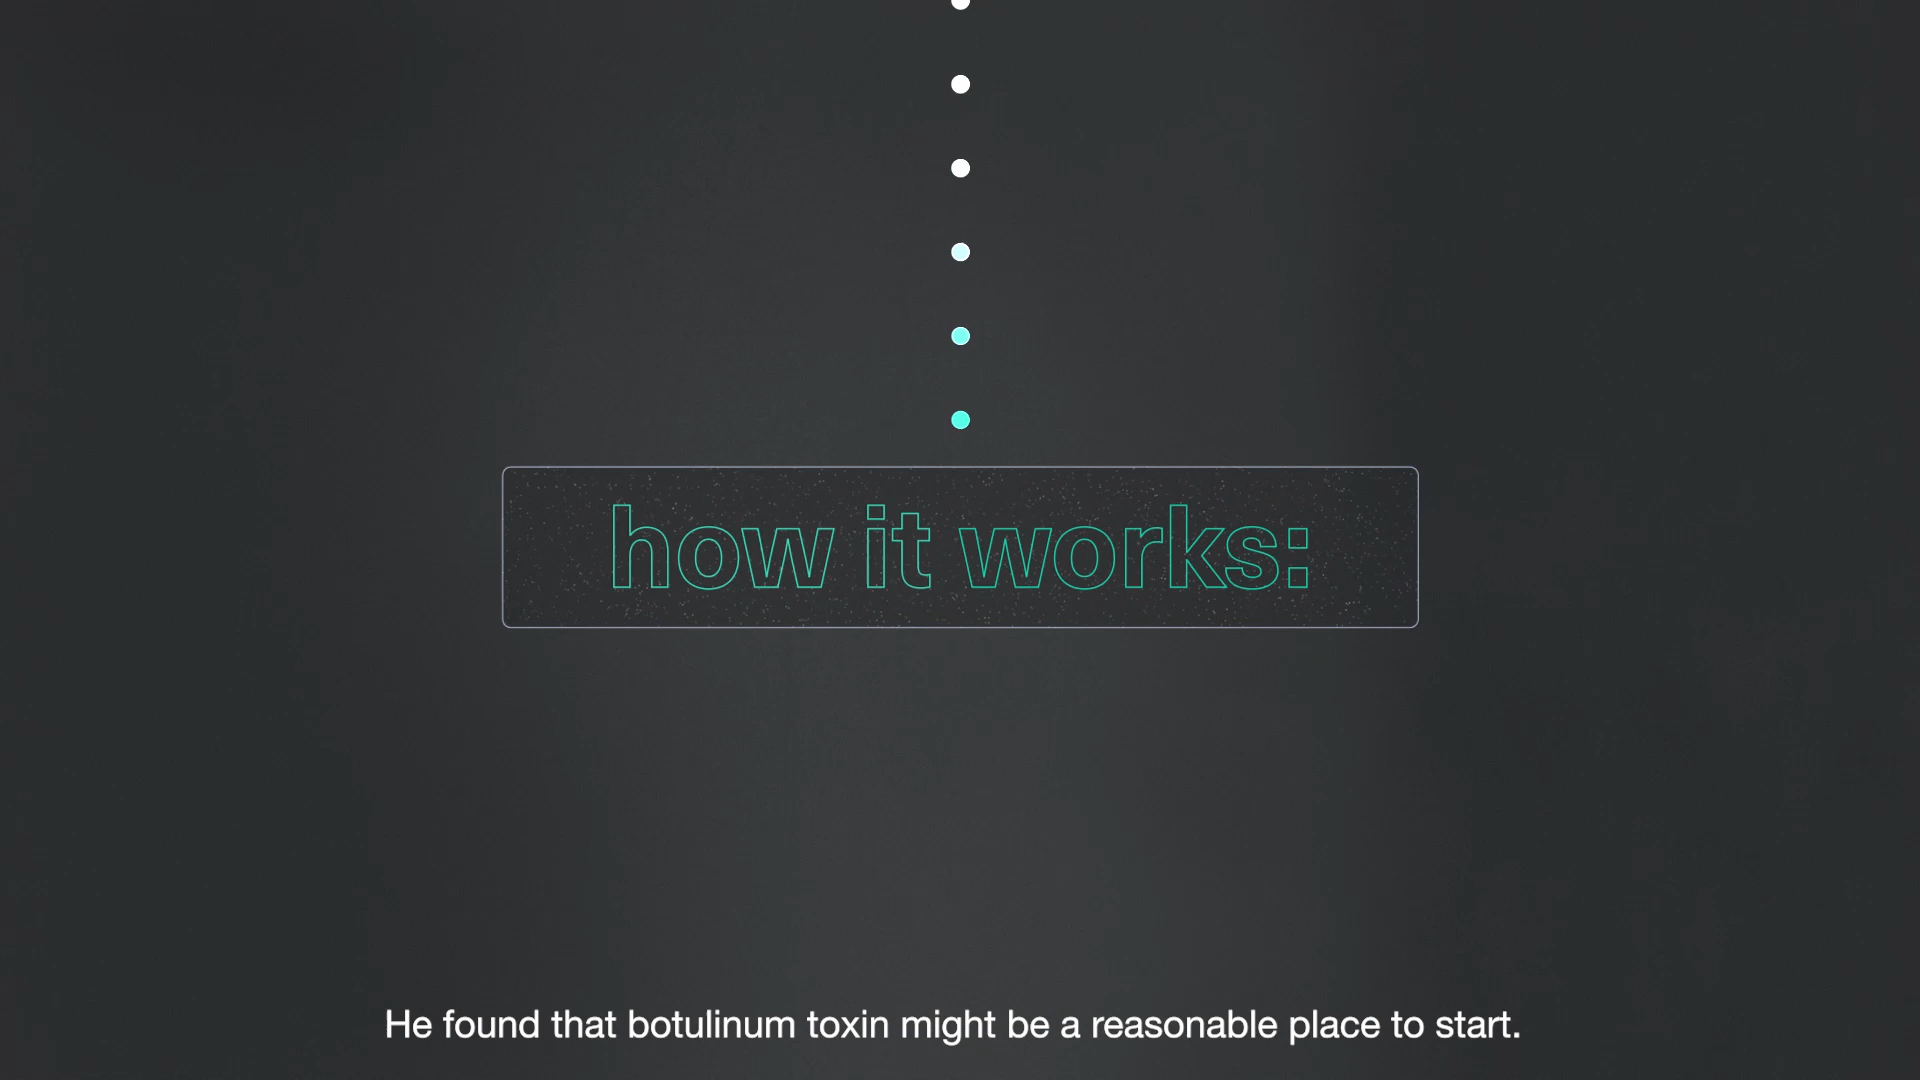 how it works:
He found that botulinum toxin might be a reasonable place to start.